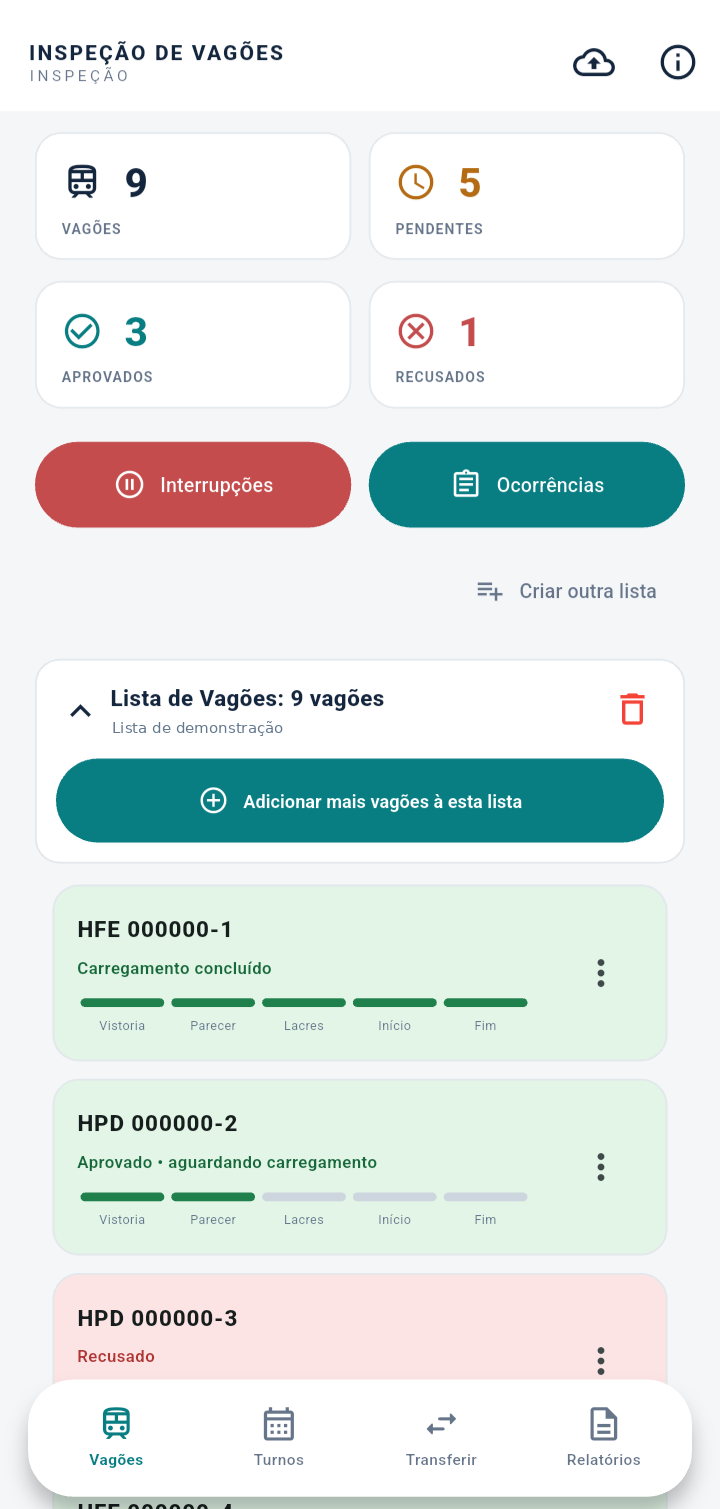 INSPEÇÃO DE VAGÕES
INSPEÇÃO
9
VAGÕES
5
PENDENTES
3
APROVADOS
1
RECUSADOS
Interrupções
Ocorrências
Criar outra lista
Lista de Vagões: 9 vagões
Lista de demonstração
Adicionar mais vagões à esta lista
HFE 000000-1
Carregamento concluído
Vistoria Parecer Lacres Início Fim
HPD 000000-2
Aprovado • aguardando carregamento
Vistoria Parecer Lacres Início Fim
HPD 000000-3
Recusado
Vagões Turnos Transferir Relatórios